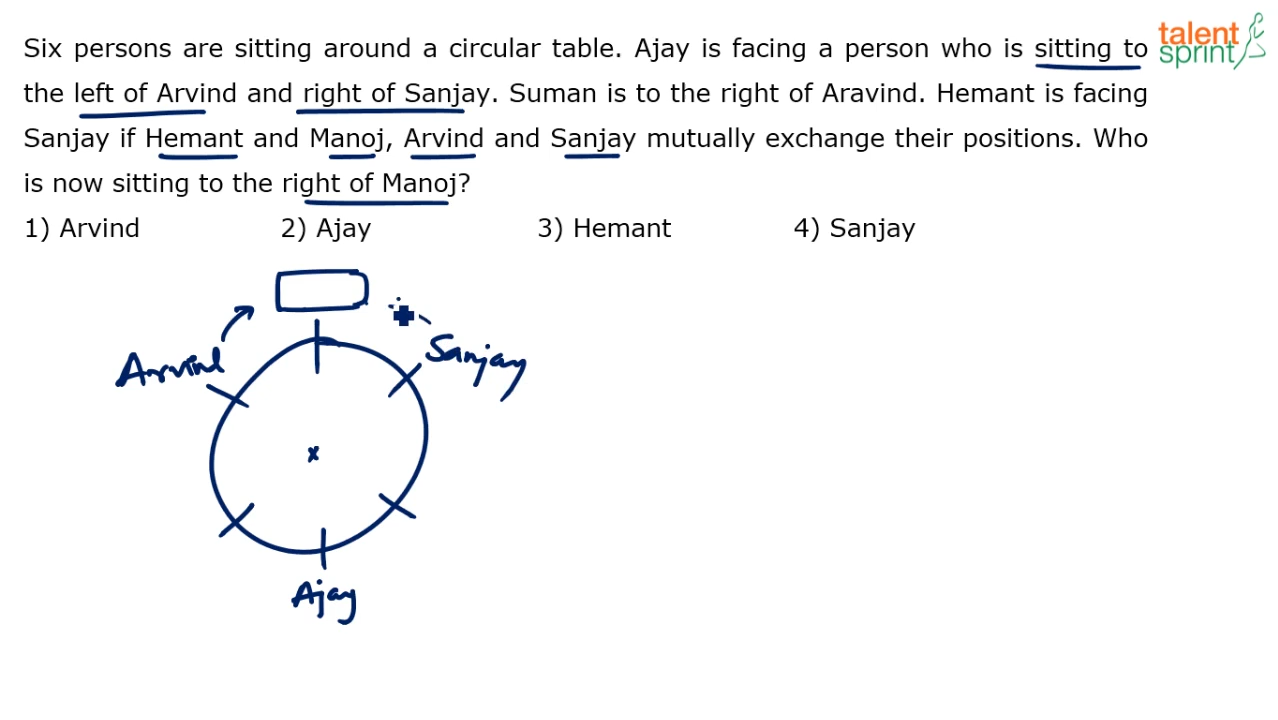 talent
sprint
Six persons are sitting around a circular table. Ajay is facing a person who is sitting to
the left of Arvind and right of Sanjay. Suman is to the right of Aravind. Hemant is facing
Sanjay if Hemant and Manoj, Arvind and Sanjay mutually exchange their positions. Who
is now sitting to the right of Manoj?
1) Arvind 2) Ajay 3) Hemant 4) Sanjay
Arvind
Sanjay
x
Ajay